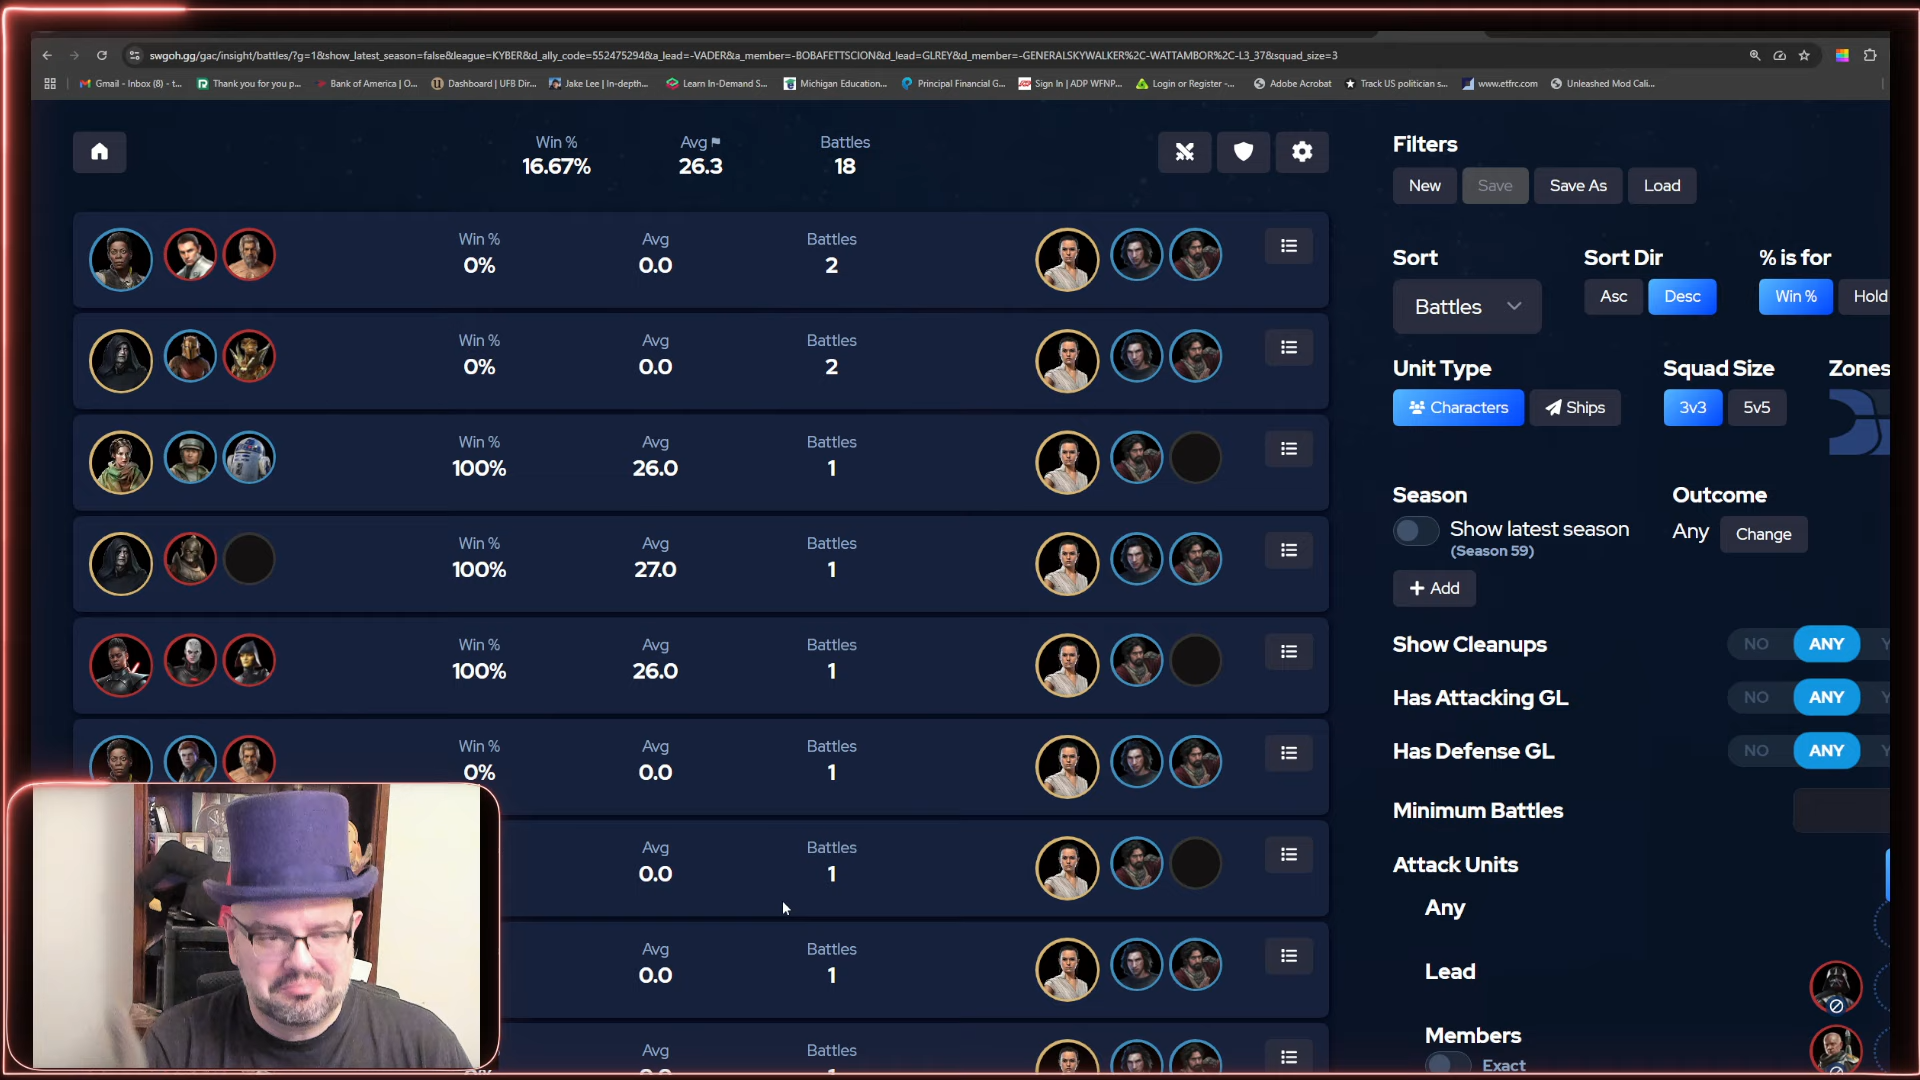 swgoh.gg/gac/insight/battles/?g=1&show_latest_season=false&league=KYBER&d_ally_code=552475294&a_lead=-VADER&a_member=-BOBAFETTSCION&d_lead=GLREY&d_member=-GENERALSKYWALKER%2C-WATTAMBOR%2C-L3_37&squad_size=3
Gmail - Inbox (8) - t... Thank you for you p... Bank of America | O... Dashboard | UFB Dir... Jake Lee | In-depth... Learn In-Demand S... Michigan Education... Principal Financial G... Sign In | ADP WFNP... Login or Register -... Adobe Acrobat Track US politician s... www.etfrc.com Unleashed Mod Cali...
Win % Avg Battles
16.67% 26.3 18
Win % Avg Battles
0% 0.0 2
Win % Avg Battles
0% 0.0 2
Win % Avg Battles
100% 26.0 1
Win % Avg Battles
100% 27.0 1
Win % Avg Battles
100% 26.0 1
Win % Avg Battles
0% 0.0 1
Avg Battles
0.0 1
Avg Battles
0.0 1
Avg Battles
Filters
New Save Save As Load
Sort Sort Dir % is for
Battles Asc Desc Win % Hold
Unit Type Squad Size Zones
Characters Ships 3v3 5v5
Season Outcome
Show latest season Any Change
(Season 59)
+ Add
Show Cleanups NO ANY
Has Attacking GL NO ANY
Has Defense GL NO ANY
Minimum Battles
Attack Units
Any
Lead
Members
Exact